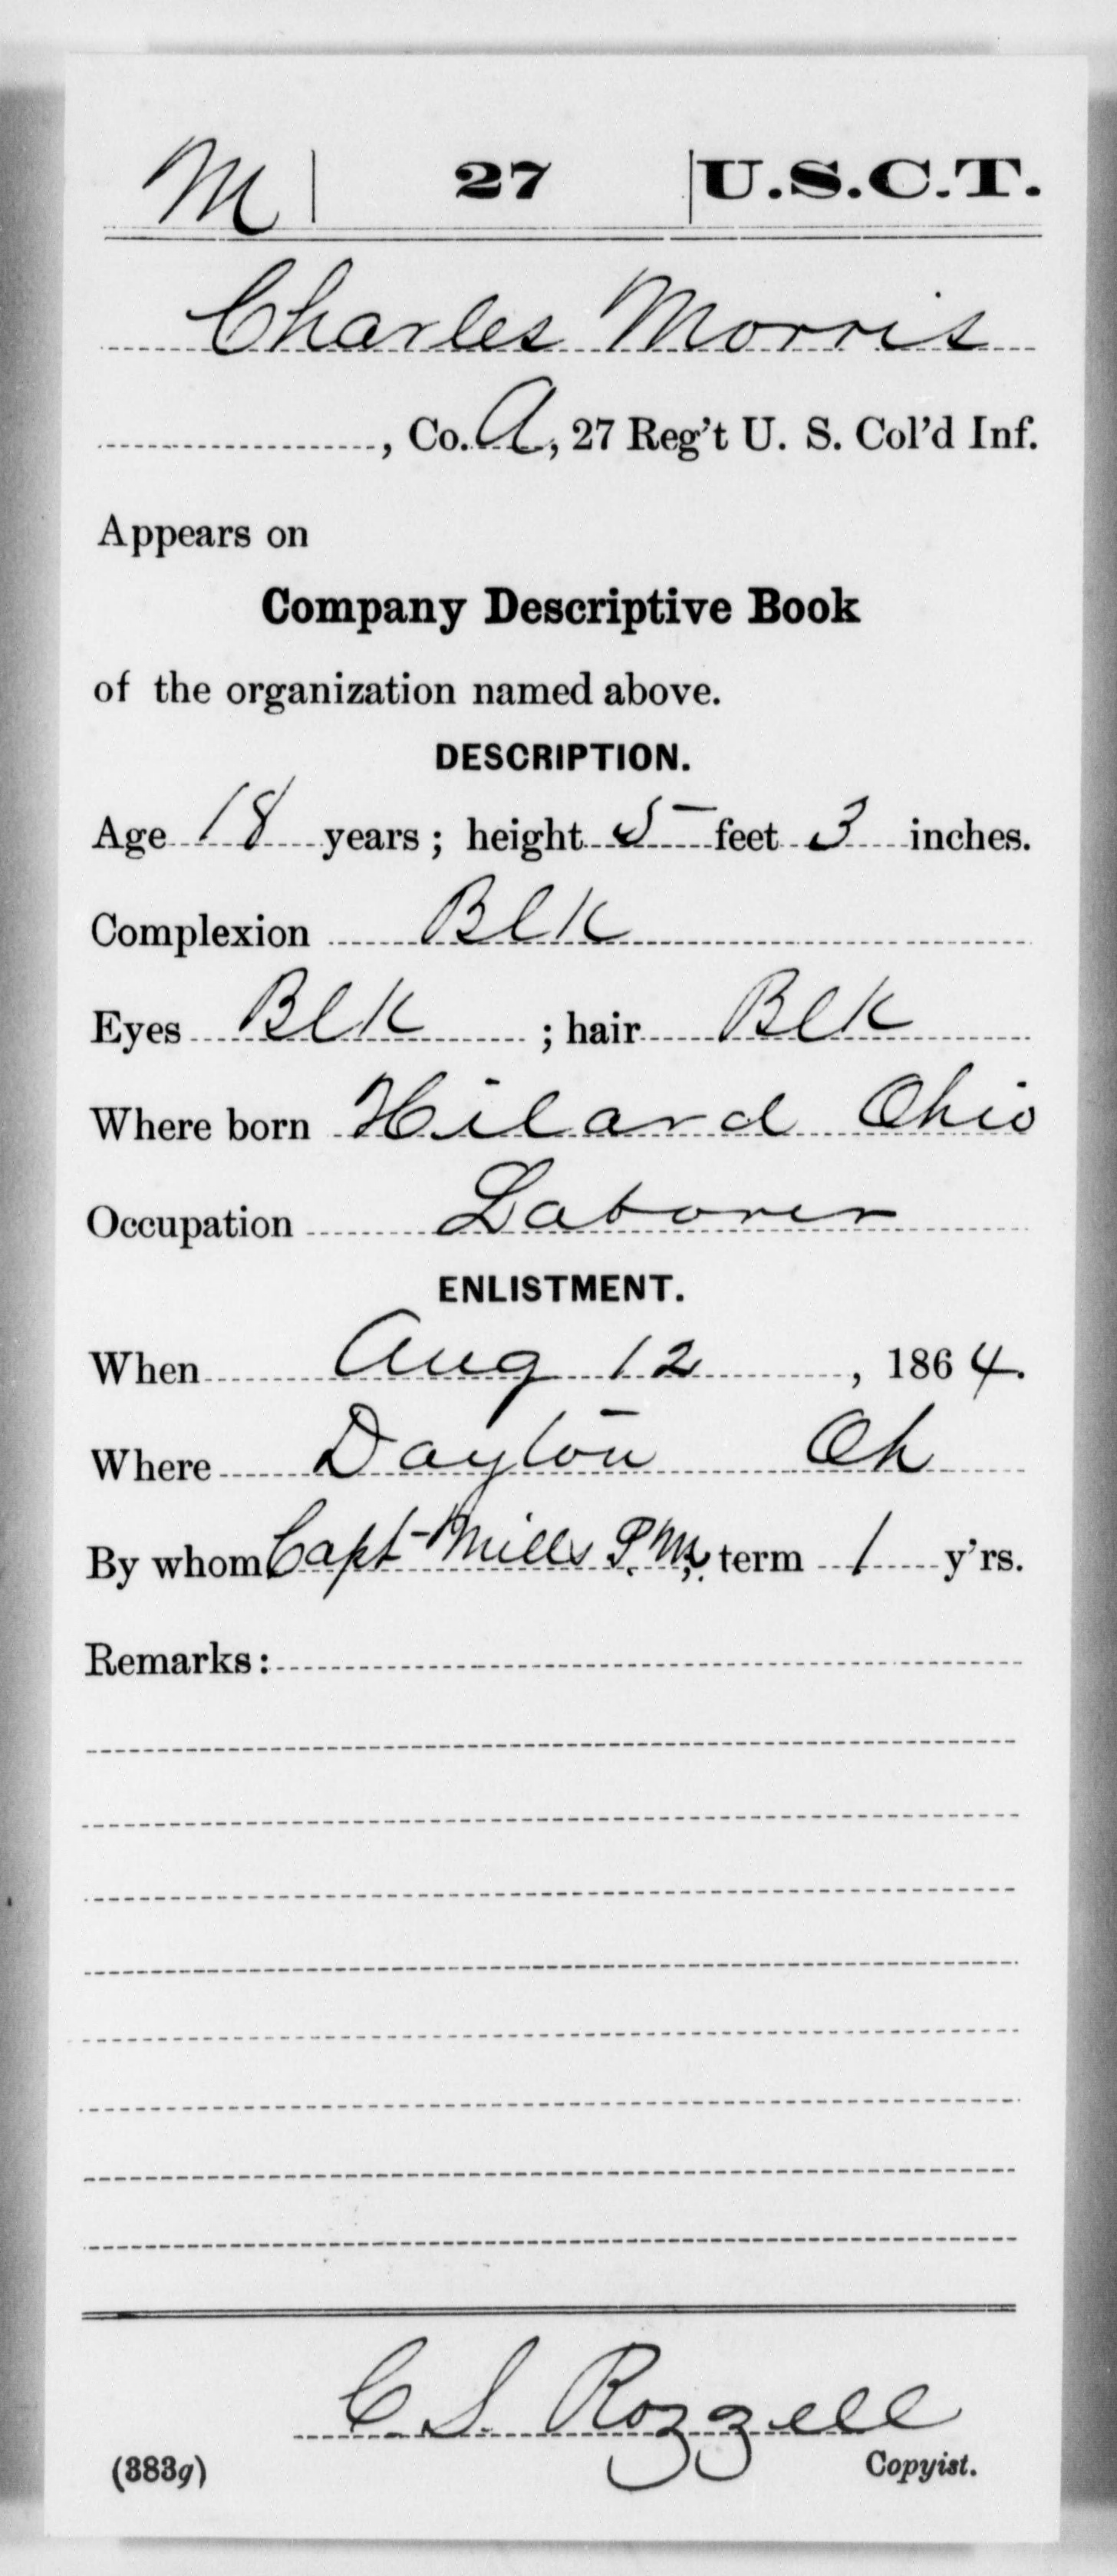 M | 27 | U.S.C.T.
Charles Morris
, Co. A, 27 Reg't U. S. Col'd Inf.
Appears on
Company Descriptive Book
of the organization named above.
DESCRIPTION.
Age 18 years; height 5 feet 3 inches.
Complexion Blk
Eyes Blk ; hair Blk
Where born Hilard Ohio
Occupation Laborer
ENLISTMENT.
When Aug 12, 1864.
Where Dayton Oh
By whom Capt Mills P.M., term 1 y'rs.
Remarks:
C S. Rozzell
(383g) Copyist.